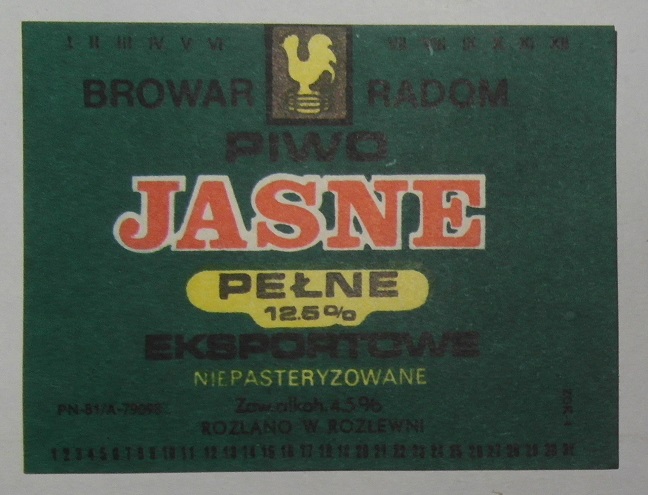 I II III IV V VI VII VIII IX X XI XII
BROWAR RADOM
PIWO
JASNE
PEŁNE
12.5%
EKSPORTOWE
NIEPASTERYZOWANE
Zaw. alkoh. 4.5 %
ROZLANO W ROZLEWNI
1 2 3 4 5 6 7 8 9 10 11 12 13 14 15 16 17 18 19 20 21 22 23 24 25 26 27 28 29 30 31